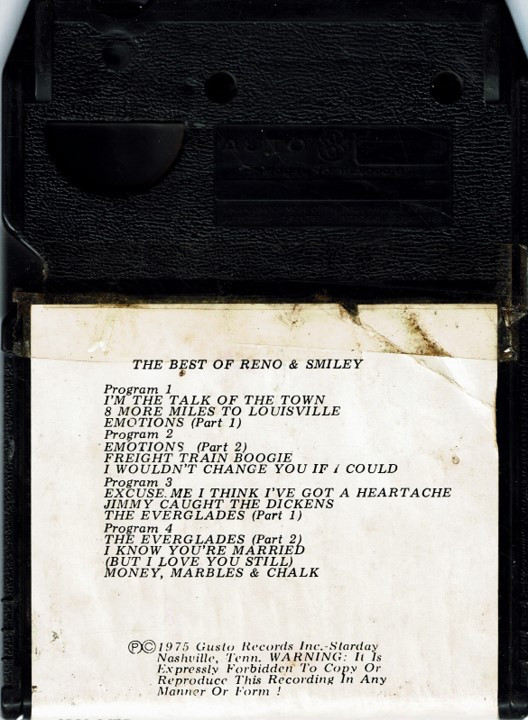 THE BEST OF RENO & SMILEY
Program 1
I'M THE TALK OF THE TOWN
8 MORE MILES TO LOUISVILLE
EMOTIONS (Part 1)
Program 2
EMOTIONS (Part 2)
FREIGHT TRAIN BOOGIE
I WOULDN'T CHANGE YOU IF I COULD
Program 3
EXCUSE ME I THINK I'VE GOT A HEARTACHE
JIMMY CAUGHT THE DICKENS
THE EVERGLADES (Part 1)
Program 4
THE EVERGLADES (Part 2)
I KNOW YOU'RE MARRIED
(BUT I LOVE YOU STILL)
MONEY, MARBLES & CHALK
ⓅⒸ1975 Gusto Records Inc.-Starday
Nashville, Tenn. WARNING: It Is
Expressly Forbidden To Copy Or
Reproduce This Recording In Any
Manner Or Form !